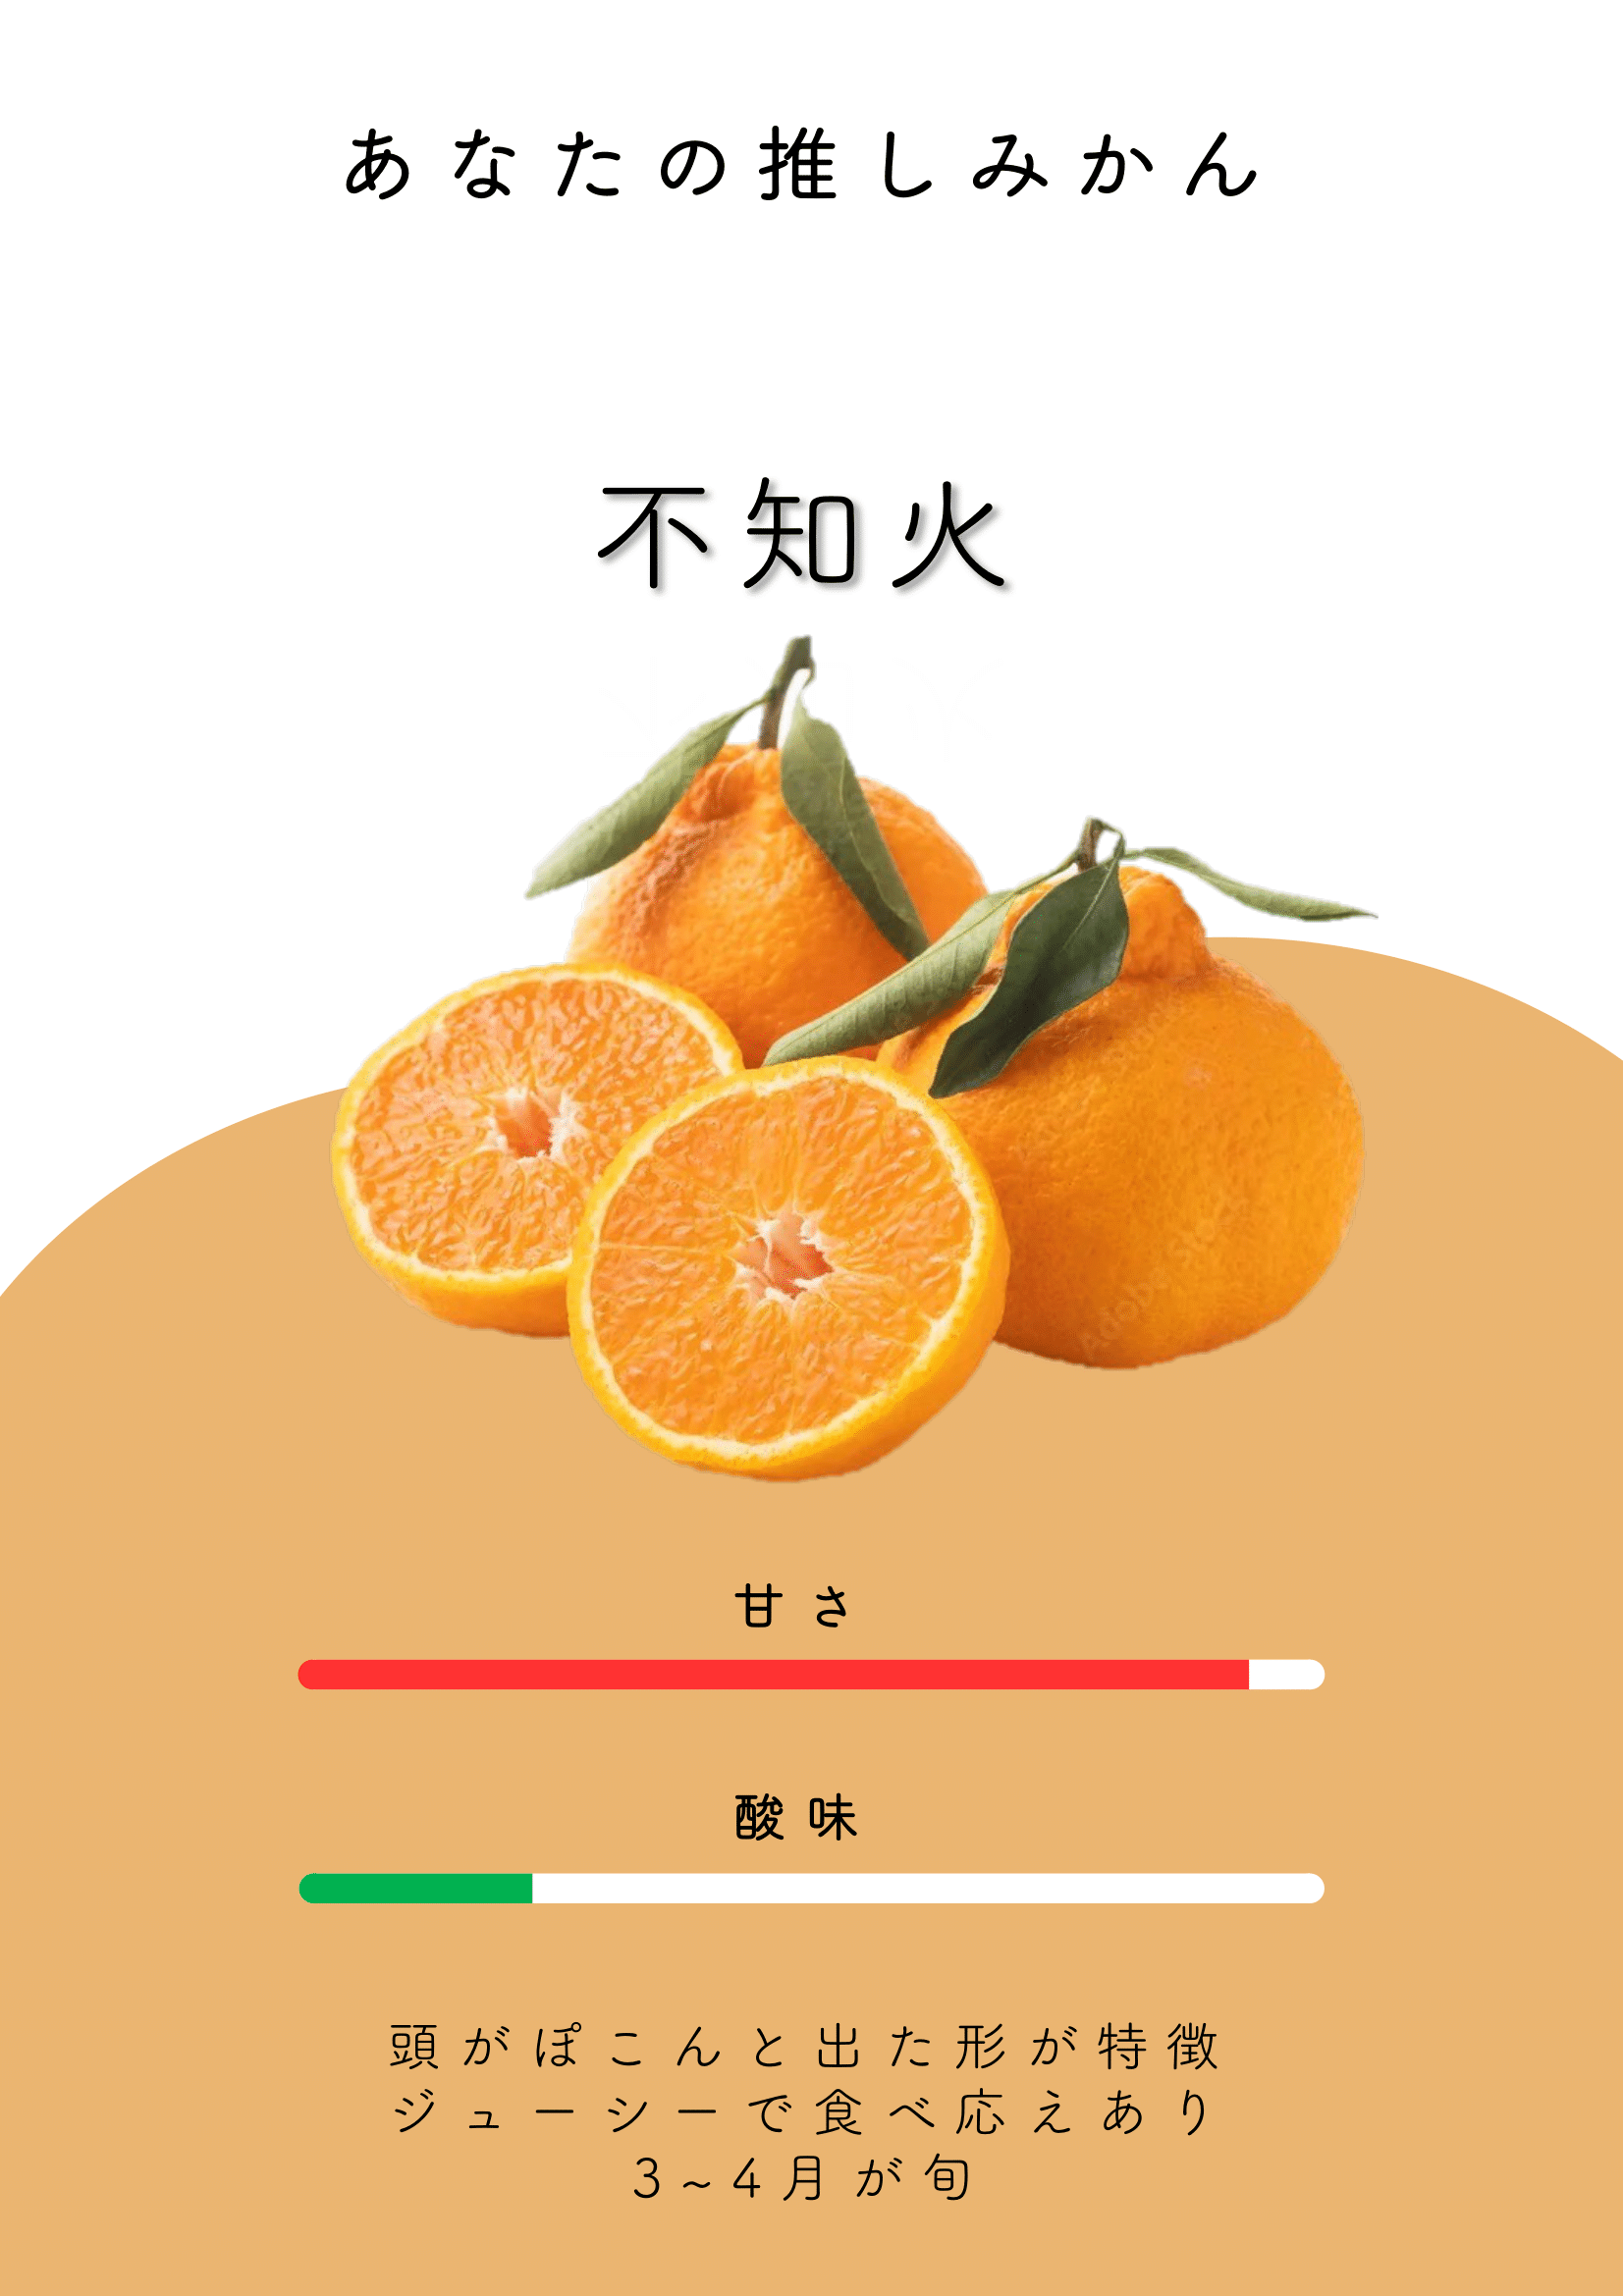 あなたの推しみかん
不知火
甘さ
酸味
頭がぽこんと出た形が特徴
ジューシーで食べ応えあり
3~4月が旬